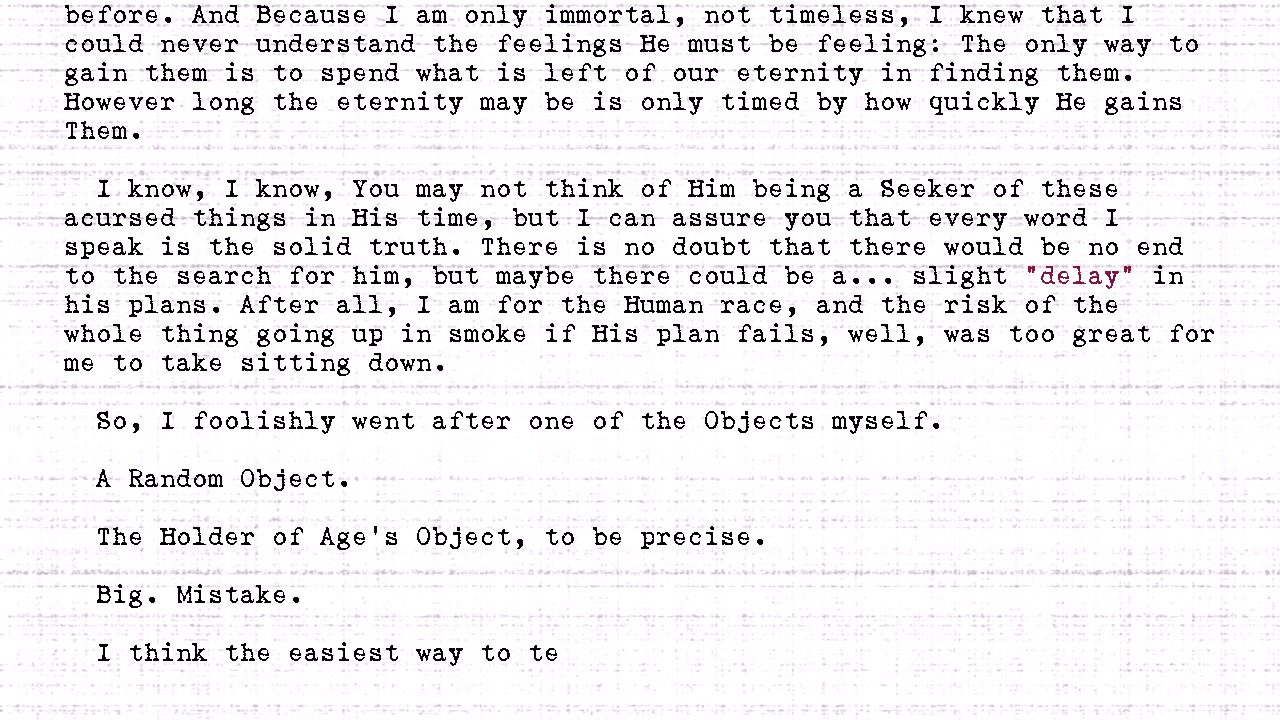 before. And Because I am only immortal, not timeless, I knew that I
could never understand the feelings He must be feeling: The only way to
gain them is to spend what is left of our eternity in finding them.
However long the eternity may be is only timed by how quickly He gains
Them.
I know, I know, You may not think of Him being a Seeker of these
acursed things in His time, but I can assure you that every word I
speak is the solid truth. There is no doubt that there would be no end
to the search for him, but maybe there could be a... slight "delay" in
his plans. After all, I am for the Human race, and the risk of the
whole thing going up in smoke if His plan fails, well, was too great for
me to take sitting down.
So, I foolishly went after one of the Objects myself.
A Random Object.
The Holder of Age's Object, to be precise.
Big. Mistake.
I think the easiest way to te